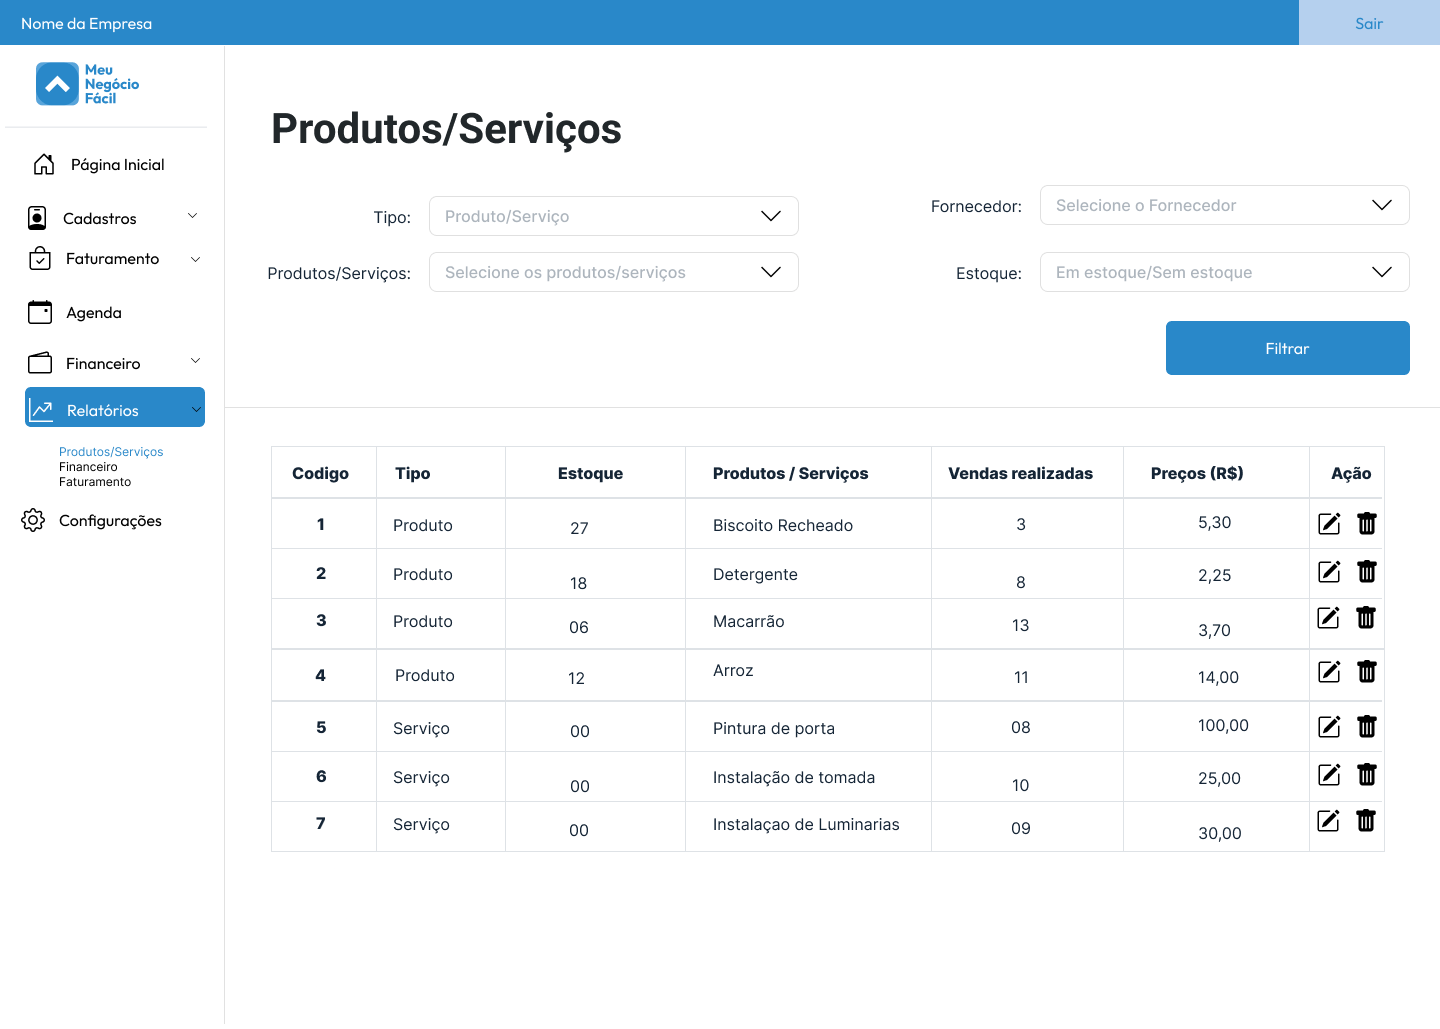 Nome da Empresa
Sair
Meu
Negócio
Fácil
Página Inicial
Cadastros
Faturamento
Agenda
Financeiro
Relatórios
Produtos/Serviços
Financeiro
Faturamento
Configurações
Produtos/Serviços
Tipo: Produto/Serviço
Fornecedor: Selecione o Fornecedor
Produtos/Serviços: Selecione os produtos/serviços
Estoque: Em estoque/Sem estoque
Filtrar
Codigo Tipo Estoque Produtos / Serviços Vendas realizadas Preços (R$) Ação
1 Produto 27 Biscoito Recheado 3 5,30
2 Produto 18 Detergente 8 2,25
3 Produto 06 Macarrão 13 3,70
4 Produto 12 Arroz 11 14,00
5 Serviço 00 Pintura de porta 08 100,00
6 Serviço 00 Instalação de tomada 10 25,00
7 Serviço 00 Instalaçao de Luminarias 09 30,00